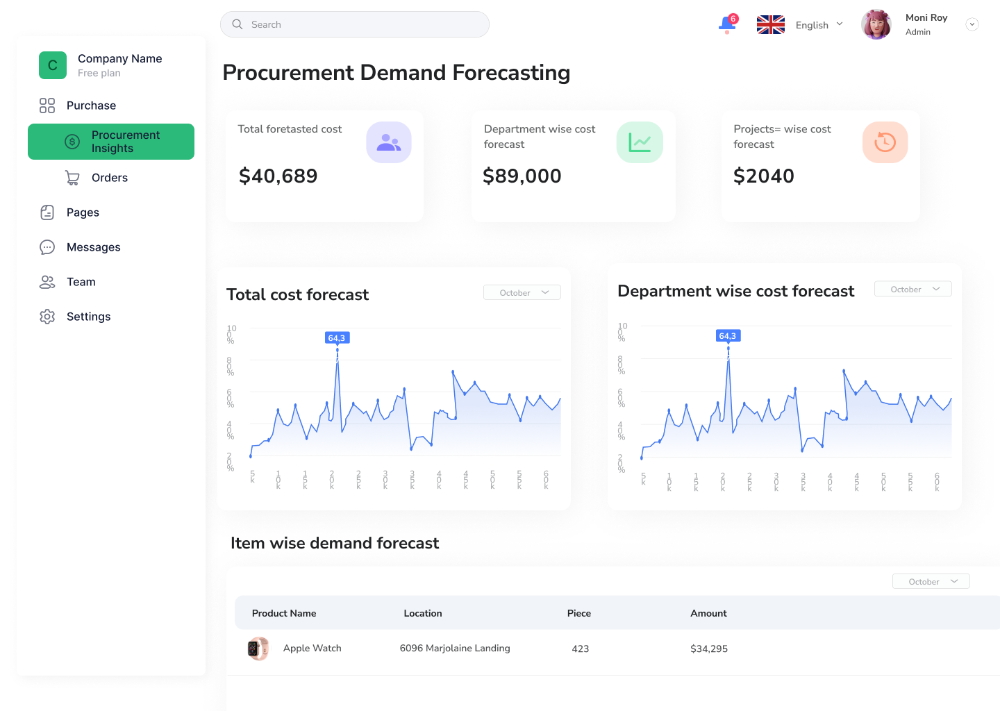 Search
6
English
Moni Roy
Admin
C
Company Name
Free plan
Purchase
Procurement
Insights
Orders
Pages
Messages
Team
Settings
Procurement Demand Forecasting
Total foretasted cost
$40,689
Department wise cost
forecast
$89,000
Projects= wise cost
forecast
$2040
Total cost forecast
October
100%
80%
60%
40%
20%
64,3
5k
10k
15k
20k
25k
30k
35k
40k
45k
50k
55k
60k
Department wise cost forecast
October
100%
80%
60%
40%
20%
64,3
5k
10k
15k
20k
25k
30k
35k
40k
45k
50k
55k
60k
Item wise demand forecast
October
Product Name Location Piece Amount
Apple Watch 6096 Marjolaine Landing 423 $34,295